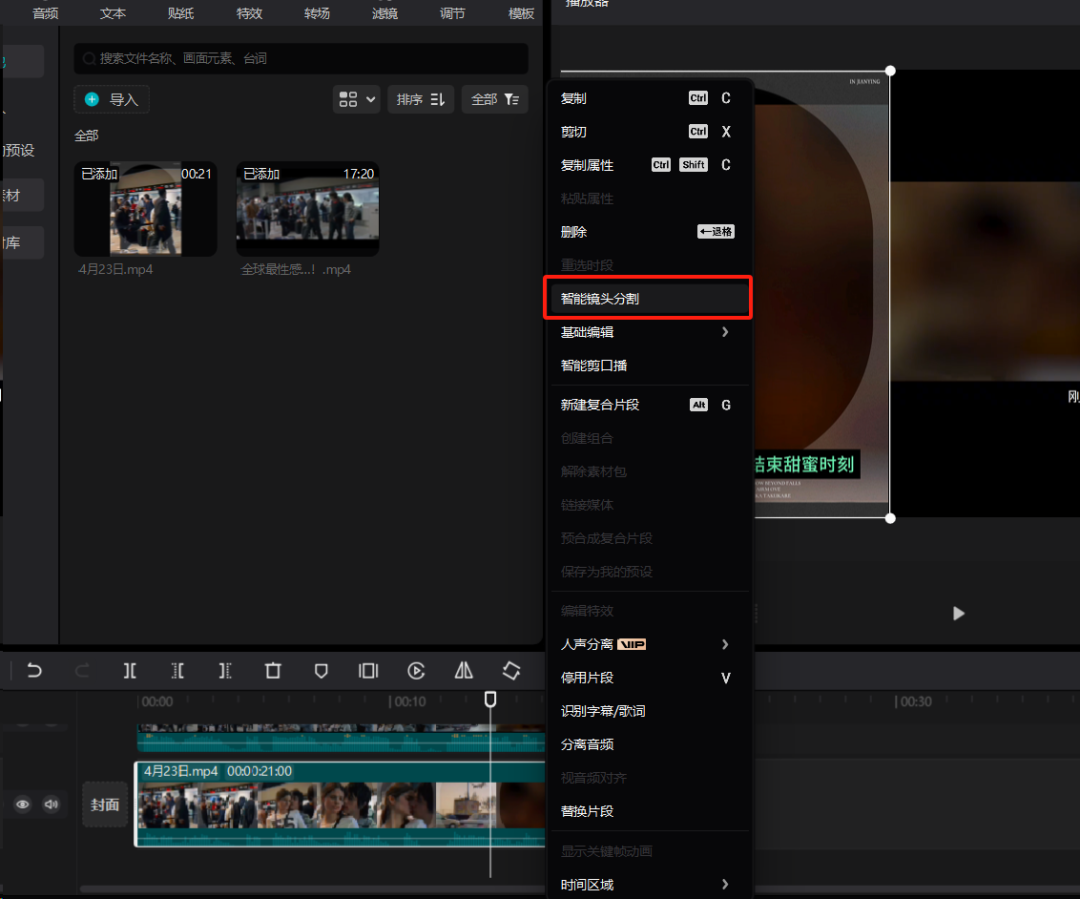 音频 文本 贴纸 特效 转场 滤镜 调节 模板
播放器
搜索文件名称、画面元素、台词
导入
排序 全部
全部
预设
材
库
已添加 00:21
4月23日.mp4
已添加 17:20
全球最性感...！.mp4
复制 Ctrl C
剪切 Ctrl X
复制属性 Ctrl Shift C
粘贴属性
删除 ←退格
重选时段
智能镜头分割
基础编辑
智能剪口播
新建复合片段 Alt G
创建组合
解除素材包
链接媒体
预合成复合片段
保存为我的预设
编辑特效
人声分离 VIP
停用片段 V
识别字幕/歌词
分离音频
视音频对齐
替换片段
显示关键帧动画
时间区域
IN JIANYING
结束甜蜜时刻
刚
00:00 00:10 00:30
4月23日.mp4 00:00:21:00
封面